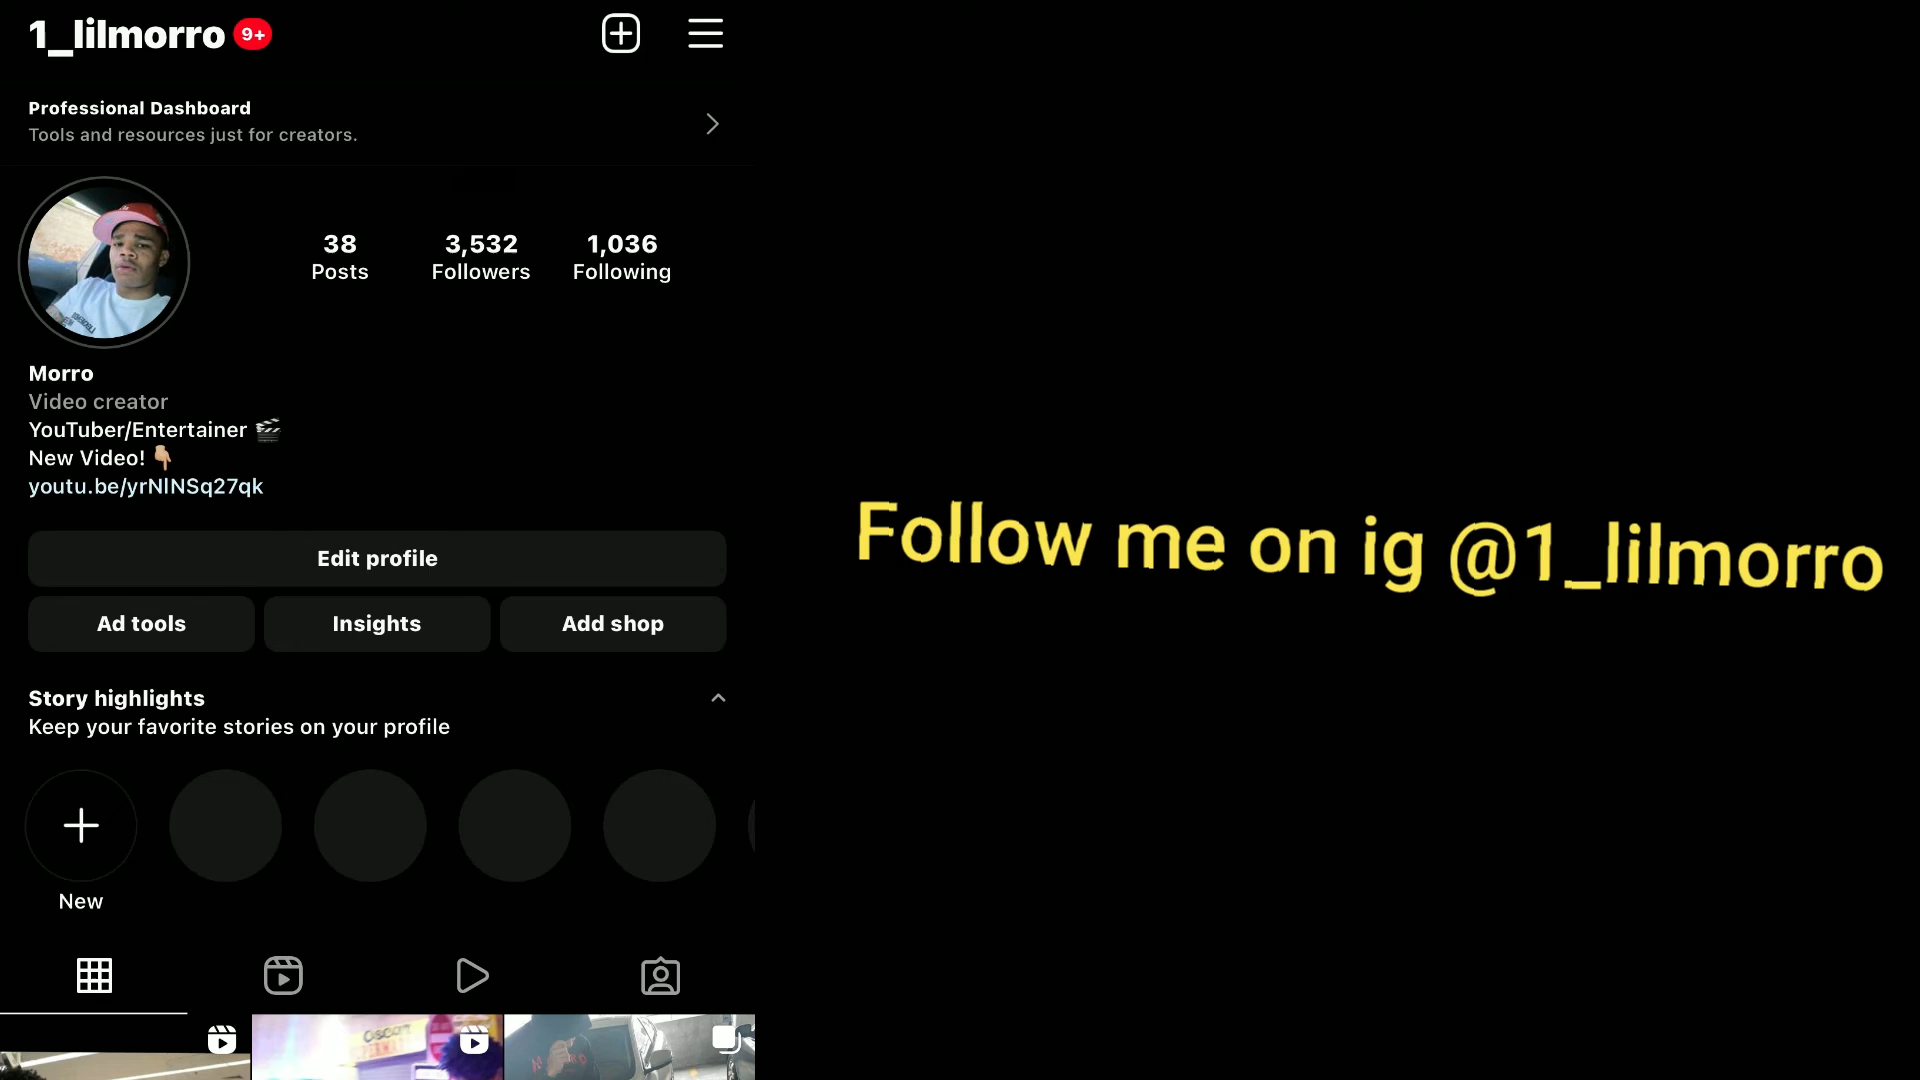 1_lilmorro 9+
Professional Dashboard
Tools and resources just for creators.
38 3,532 1,036
Posts Followers Following
Morro
Video creator
YouTuber/Entertainer 🎬
New Video! 👇🏼
youtu.be/yrNlNSq27qk
Edit profile
Ad tools Insights Add shop
Story highlights
Keep your favorite stories on your profile
New
Follow me on ig @1_lilmorro